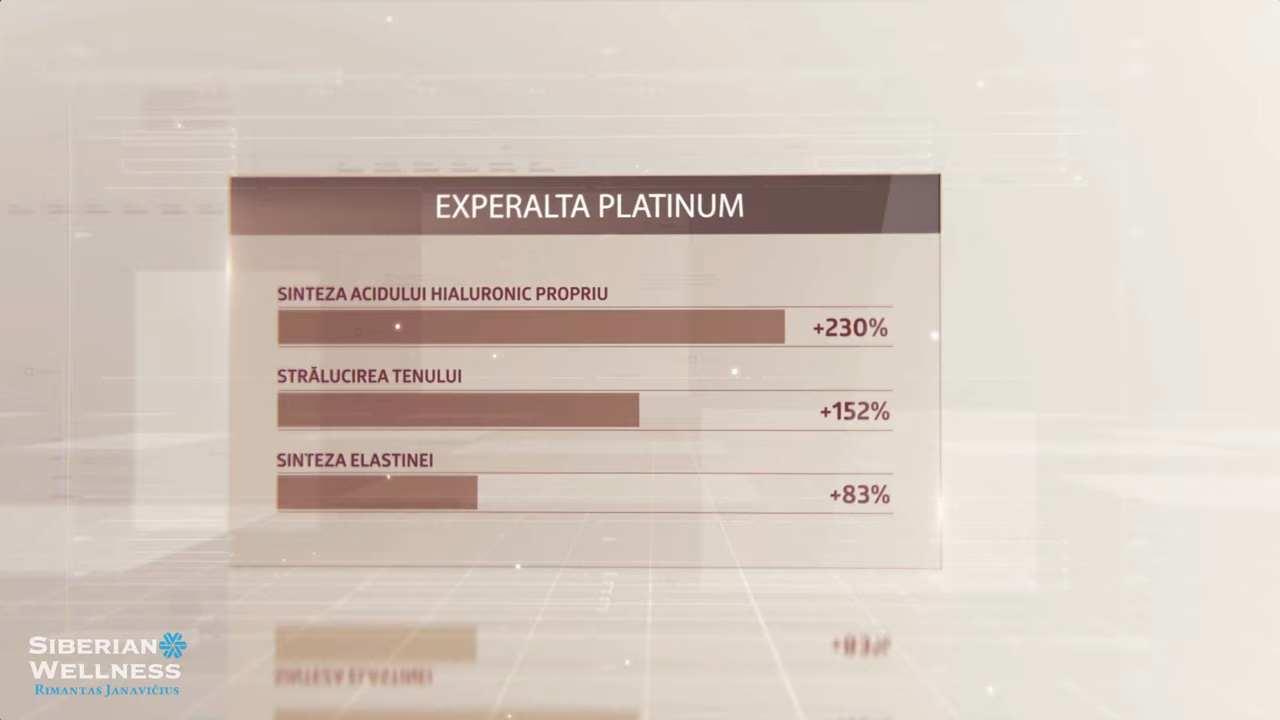 EXPERALTA PLATINUM
SINTEZA ACIDULUI HIALURONIC PROPRIU
+230%
STRĂLUCIREA TENULUI
+152%
SINTEZA ELASTINEI
+83%
SIBERIAN
WELLNESS
RIMANTAS JANAVIČIUS